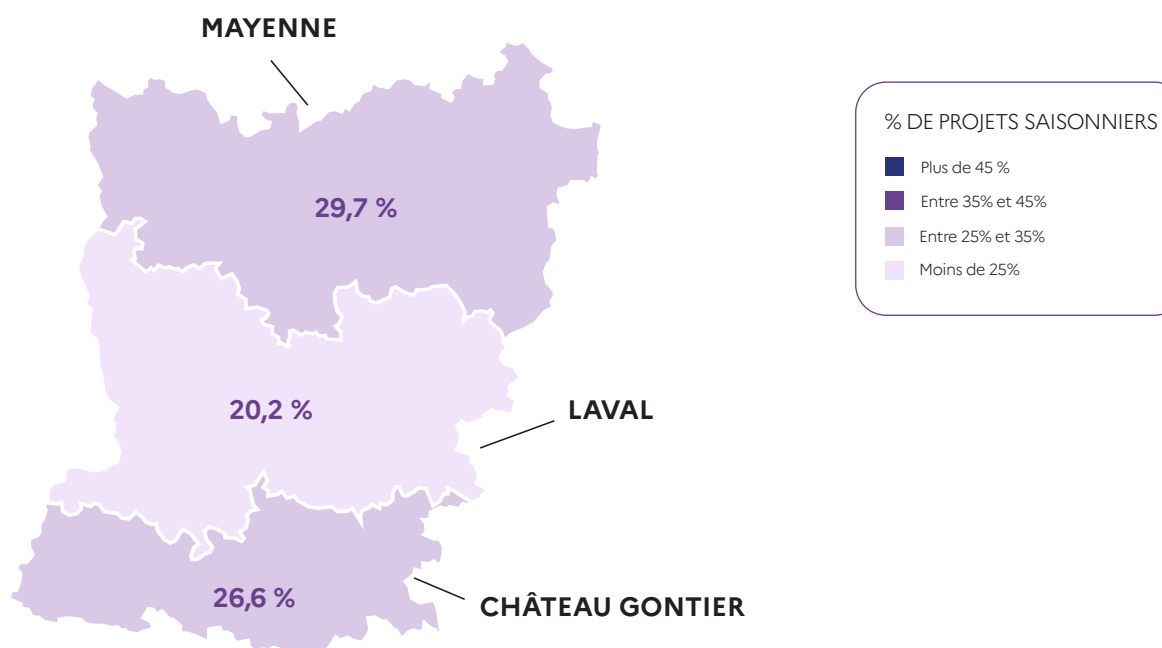 MAYENNE
29,7 %
20,2 %
LAVAL
26,6 %
CHÂTEAU GONTIER
% DE PROJETS SAISONNIERS
Plus de 45 %
Entre 35% et 45%
Entre 25% et 35%
Moins de 25%